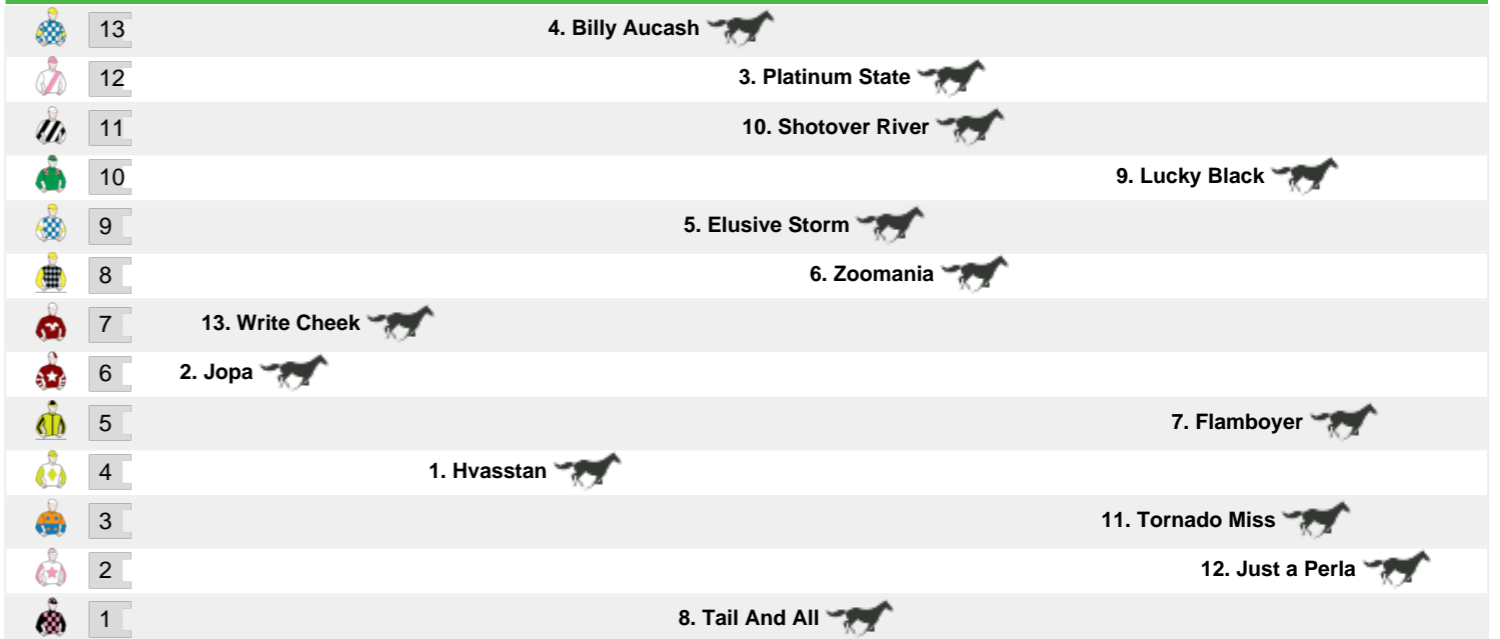 13 4. Billy Aucash
12 3. Platinum State
11 10. Shotover River
10 9. Lucky Black
9 5. Elusive Storm
8 6. Zoomania
7 13. Write Cheek
6 2. Jopa
5 7. Flamboyer
4 1. Hvasstan
3 11. Tornado Miss
2 12. Just a Perla
1 8. Tail And All